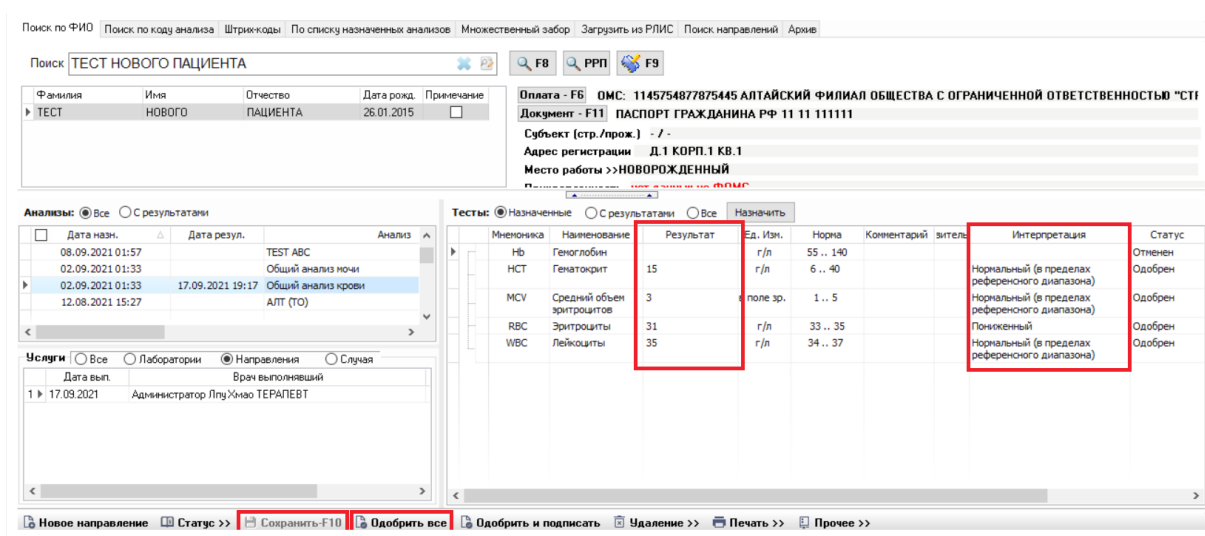 Поиск по ФИО Поиск по коду анализа Штрих-коды По списку назначенных анализов Множественный забор Загрузить из РЛИС Поиск направлений Архив
Поиск ТЕСТ НОВОГО ПАЦИЕНТА F8 РРП F9
Фамилия Имя Отчество Дата рожд. Примечание
ТЕСТ НОВОГО ПАЦИЕНТА 26.01.2015
Оплата - F6 ОМС: 1145754877875445 АЛТАЙСКИЙ ФИЛИАЛ ОБЩЕСТВА С ОГРАНИЧЕННОЙ ОТВЕТСТВЕННОСТЬЮ "СТР
Документ - F11 ПАСПОРТ ГРАЖДАНИНА РФ 11 11 111111
Субъект (стр./прож.) - / -
Адрес регистрации Д.1 КОРП.1 КВ.1
Место работы >>НОВОРОЖДЕННЫЙ
Анализы: Все С результатами
Дата назн. Дата резул. Анализ
08.09.2021 01:57 TEST ABC
02.09.2021 01:33 Общий анализ мочи
02.09.2021 01:33 17.09.2021 19:17 Общий анализ крови
12.08.2021 15:27 АЛТ (ТО)
Услуги Все Лаборатории Направления Случая
Дата вып. Врач выполнявший
1 17.09.2021 Администратор Лпу Хмао ТЕРАПЕВТ
Тесты: Назначенные С результатами Все Назначить
Мнемоника Наименование Результат Ед. Изм. Норма Комментарий зитель Интерпретация Статус
Hb Гемоглобин г/л 55 .. 140 Отменен
HCT Гематокрит 15 г/л 6 .. 40 Нормальный (в пределах референсного диапазона) Одобрен
MCV Средний объем эритроцитов 3 в поле зр. 1 .. 5 Нормальный (в пределах референсного диапазона) Одобрен
RBC Эритроциты 31 г/л 33 .. 35 Пониженный Одобрен
WBC Лейкоциты 35 г/л 34 .. 37 Нормальный (в пределах референсного диапазона) Одобрен
Новое направление Статус >> Сохранить-F10 Одобрить все Одобрить и подписать Удаление >> Печать >> Прочее >>